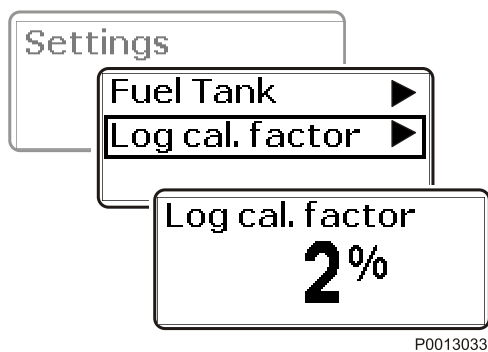 Settings
Fuel Tank
Log cal. factor
Log cal. factor
2%
P0013033